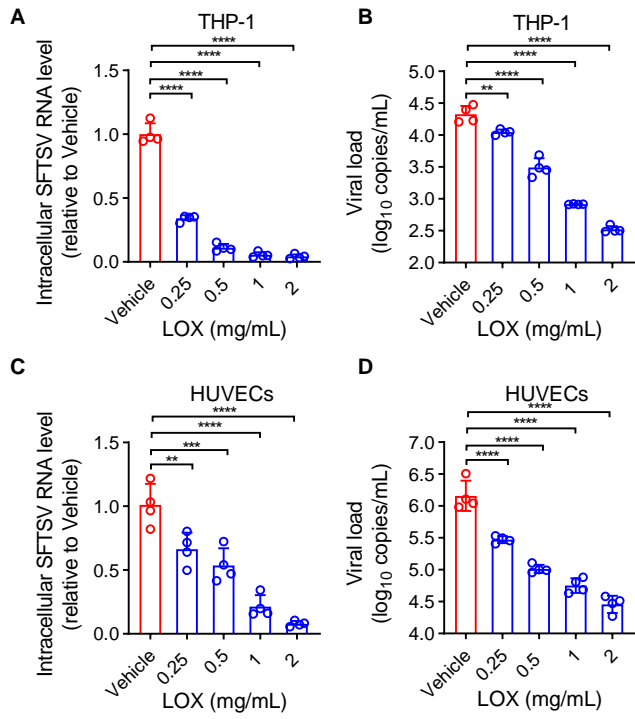 A
THP-1
****
****
****
****
Intracellular SFTSV RNA level
(relative to Vehicle)
1.5
1.0
0.5
0.0
Vehicle
0.25
0.5
1
2
LOX (mg/mL)
B
THP-1
****
****
****
**
Viral load
(log10 copies/mL)
5.0
4.5
4.0
3.5
3.0
2.5
2.0
Vehicle
0.25
0.5
1
2
LOX (mg/mL)
C
HUVECs
****
****
***
**
Intracellular SFTSV RNA level
(relative to Vehicle)
1.5
1.0
0.5
0.0
Vehicle
0.25
0.5
1
2
LOX (mg/mL)
D
HUVECs
****
****
****
****
Viral load
(log10 copies/mL)
7.0
6.5
6.0
5.5
5.0
4.5
4.0
Vehicle
0.25
0.5
1
2
LOX (mg/mL)